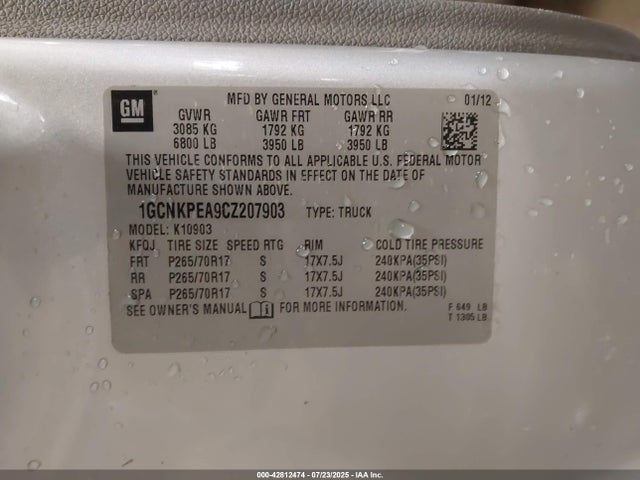 GM
MFD BY GENERAL MOTORS LLC 01/12
GVWR GAWR FRT GAWR RR
3085 KG 1792 KG 1792 KG
6800 LB 3950 LB 3950 LB
THIS VEHICLE CONFORMS TO ALL APPLICABLE U.S. FEDERAL MOTOR
VEHICLE SAFETY STANDARDS IN EFFECT ON THE DATE OF
MANUFACTURE SHOWN ABOVE.
1GCNKPEA9CZ207903 TYPE: TRUCK
MODEL: K10903
KFQJ TIRE SIZE SPEED RTG RIM COLD TIRE PRESSURE
FRT P265/70R17 S 17X7.5J 240KPA(35PSI)
RR P265/70R17 S 17X7.5J 240KPA(35PSI)
SPA P265/70R17 S 17X7.5J 240KPA(35PSI)
SEE OWNER'S MANUAL FOR MORE INFORMATION.
F 649 LB
T 1305 LB
000-42812474 - 07/23/2025 - IAA Inc.